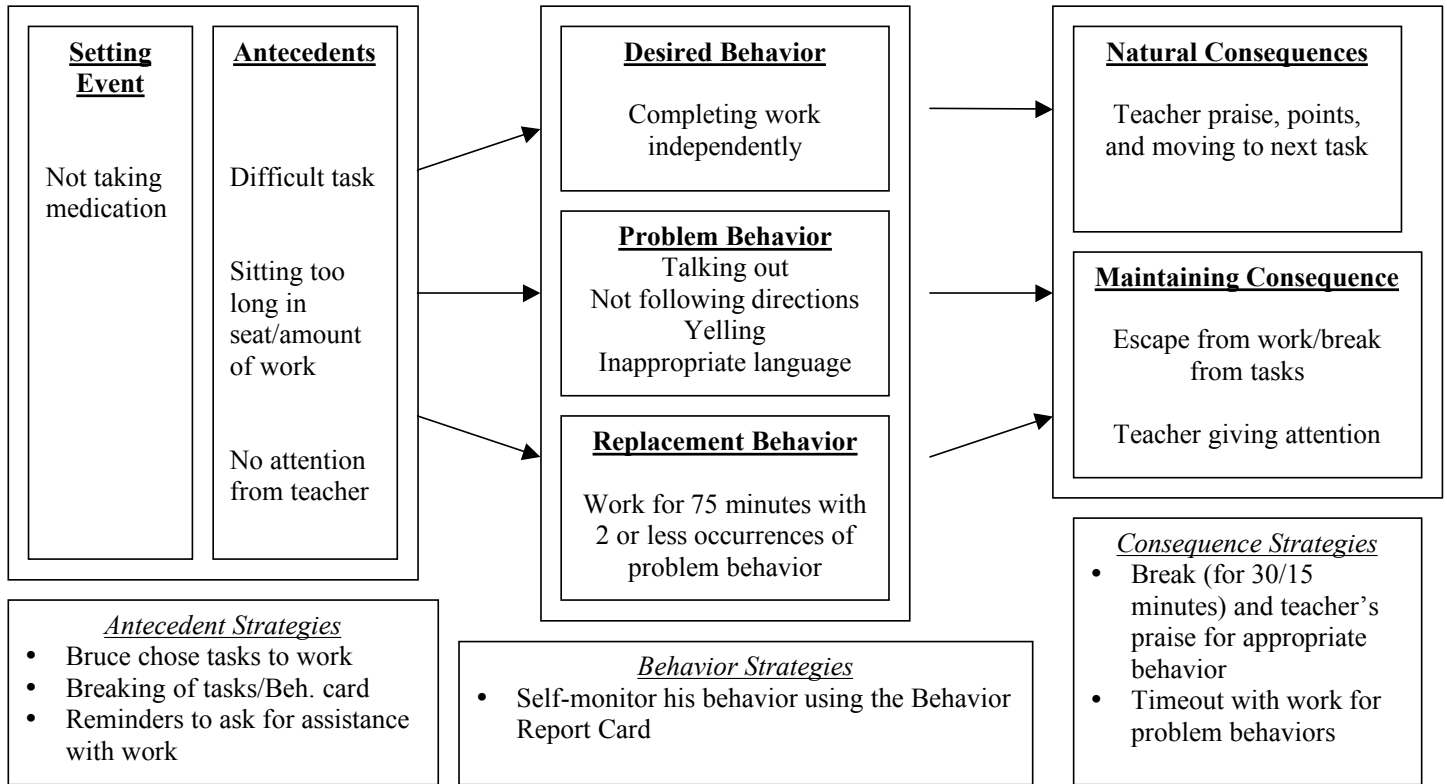 Setting
Event
Not taking
medication
Antecedents
Difficult task
Sitting too
long in
seat/amount
of work
No attention
from teacher
Desired Behavior
Completing work
independently
Problem Behavior
Talking out
Not following directions
Yelling
Inappropriate language
Replacement Behavior
Work for 75 minutes with
2 or less occurrences of
problem behavior
Natural Consequences
Teacher praise, points,
and moving to next task
Maintaining Consequence
Escape from work/break
from tasks
Teacher giving attention
Antecedent Strategies
• Bruce chose tasks to work
• Breaking of tasks/Beh. card
• Reminders to ask for assistance
with work
Behavior Strategies
• Self-monitor his behavior using the Behavior
Report Card
Consequence Strategies
• Break (for 30/15
minutes) and teacher’s
praise for appropriate
behavior
• Timeout with work for
problem behaviors